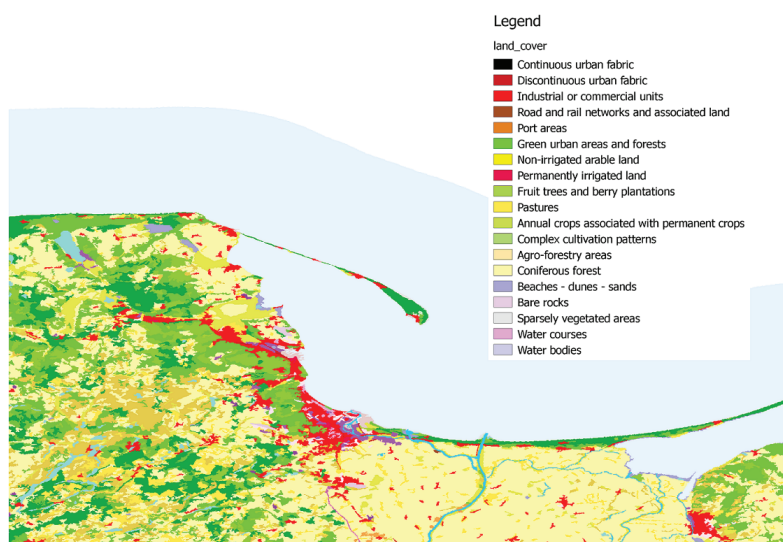 Legend
land_cover
Continuous urban fabric
Discontinuous urban fabric
Industrial or commercial units
Road and rail networks and associated land
Port areas
Green urban areas and forests
Non-irrigated arable land
Permanently irrigated land
Fruit trees and berry plantations
Pastures
Annual crops associated with permanent crops
Complex cultivation patterns
Agro-forestry areas
Coniferous forest
Beaches - dunes - sands
Bare rocks
Sparsely vegetated areas
Water courses
Water bodies